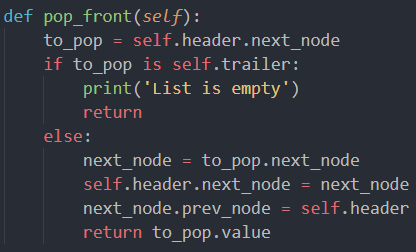 def pop_front(self):
    to_pop = self.header.next_node
    if to_pop is self.trailer:
        print('List is empty')
        return
    else:
        next_node = to_pop.next_node
        self.header.next_node = next_node
        next_node.prev_node = self.header
        return to_pop.value